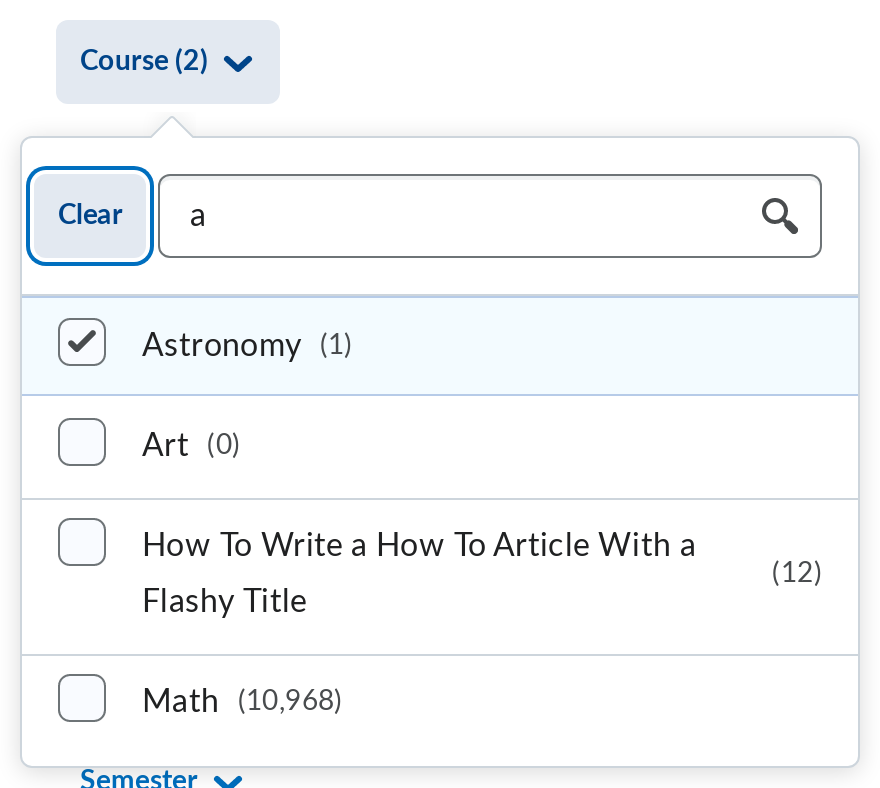 Course (2)
Clear
a
Astronomy (1)
Art (0)
How To Write a How To Article With a
Flashy Title
(12)
Math (10,968)
Semester